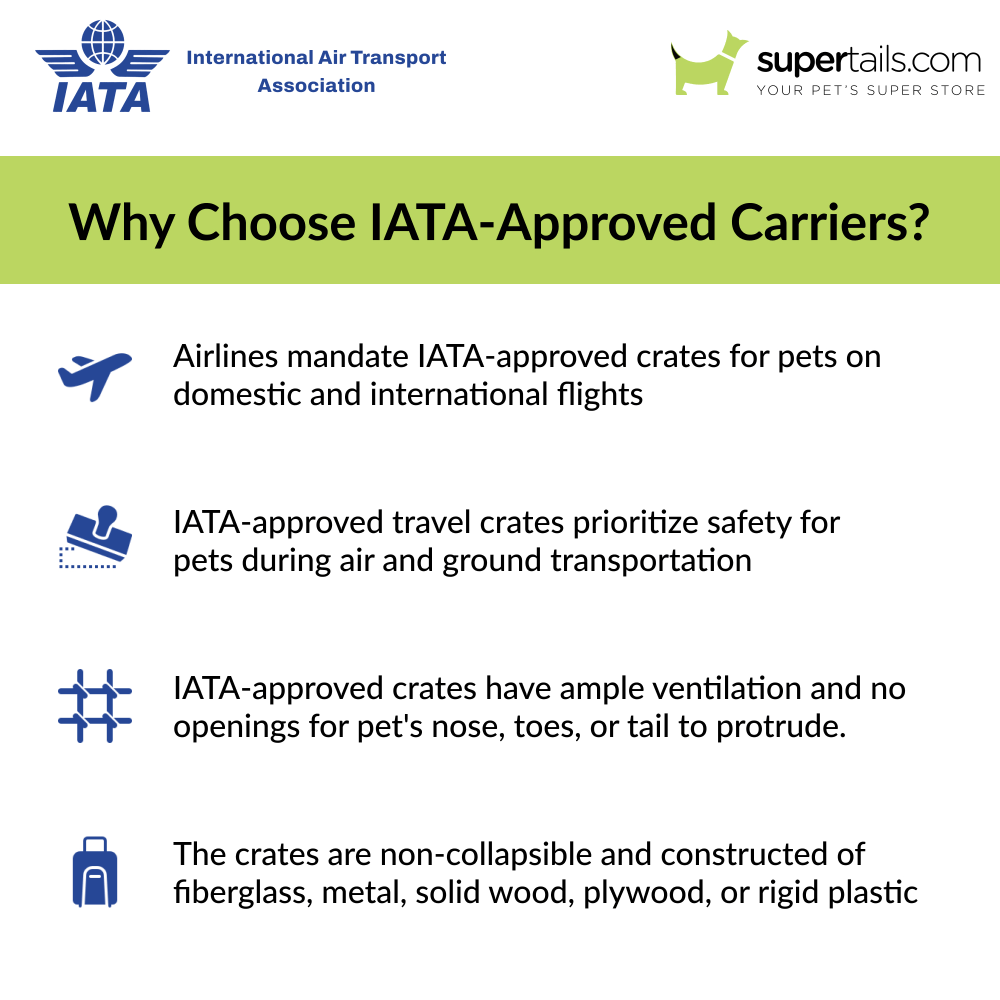 IATA
International Air Transport
Association
supertails.com
YOUR PET'S SUPER STORE
Why Choose IATA-Approved Carriers?
Airlines mandate IATA-approved crates for pets on
domestic and international flights
IATA-approved travel crates prioritize safety for
pets during air and ground transportation
IATA-approved crates have ample ventilation and no
openings for pet's nose, toes, or tail to protrude.
The crates are non-collapsible and constructed of
fiberglass, metal, solid wood, plywood, or rigid plastic